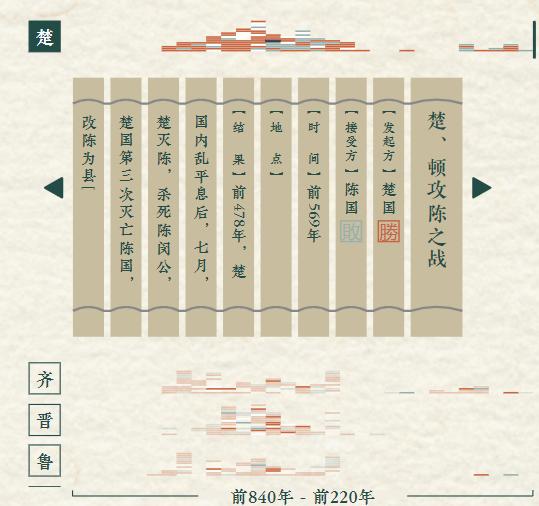 楚
楚、顿攻陈之战
【发起方】楚国 勝
【接受方】陈国 敗
【时 间】前569年
【地 点】
【结 果】前478年，楚
国内乱平息后，七月，
楚灭陈，杀死陈闵公，
楚国第三次灭亡陈国，
改陈为县[
齐
晋
鲁
前840年 - 前220年